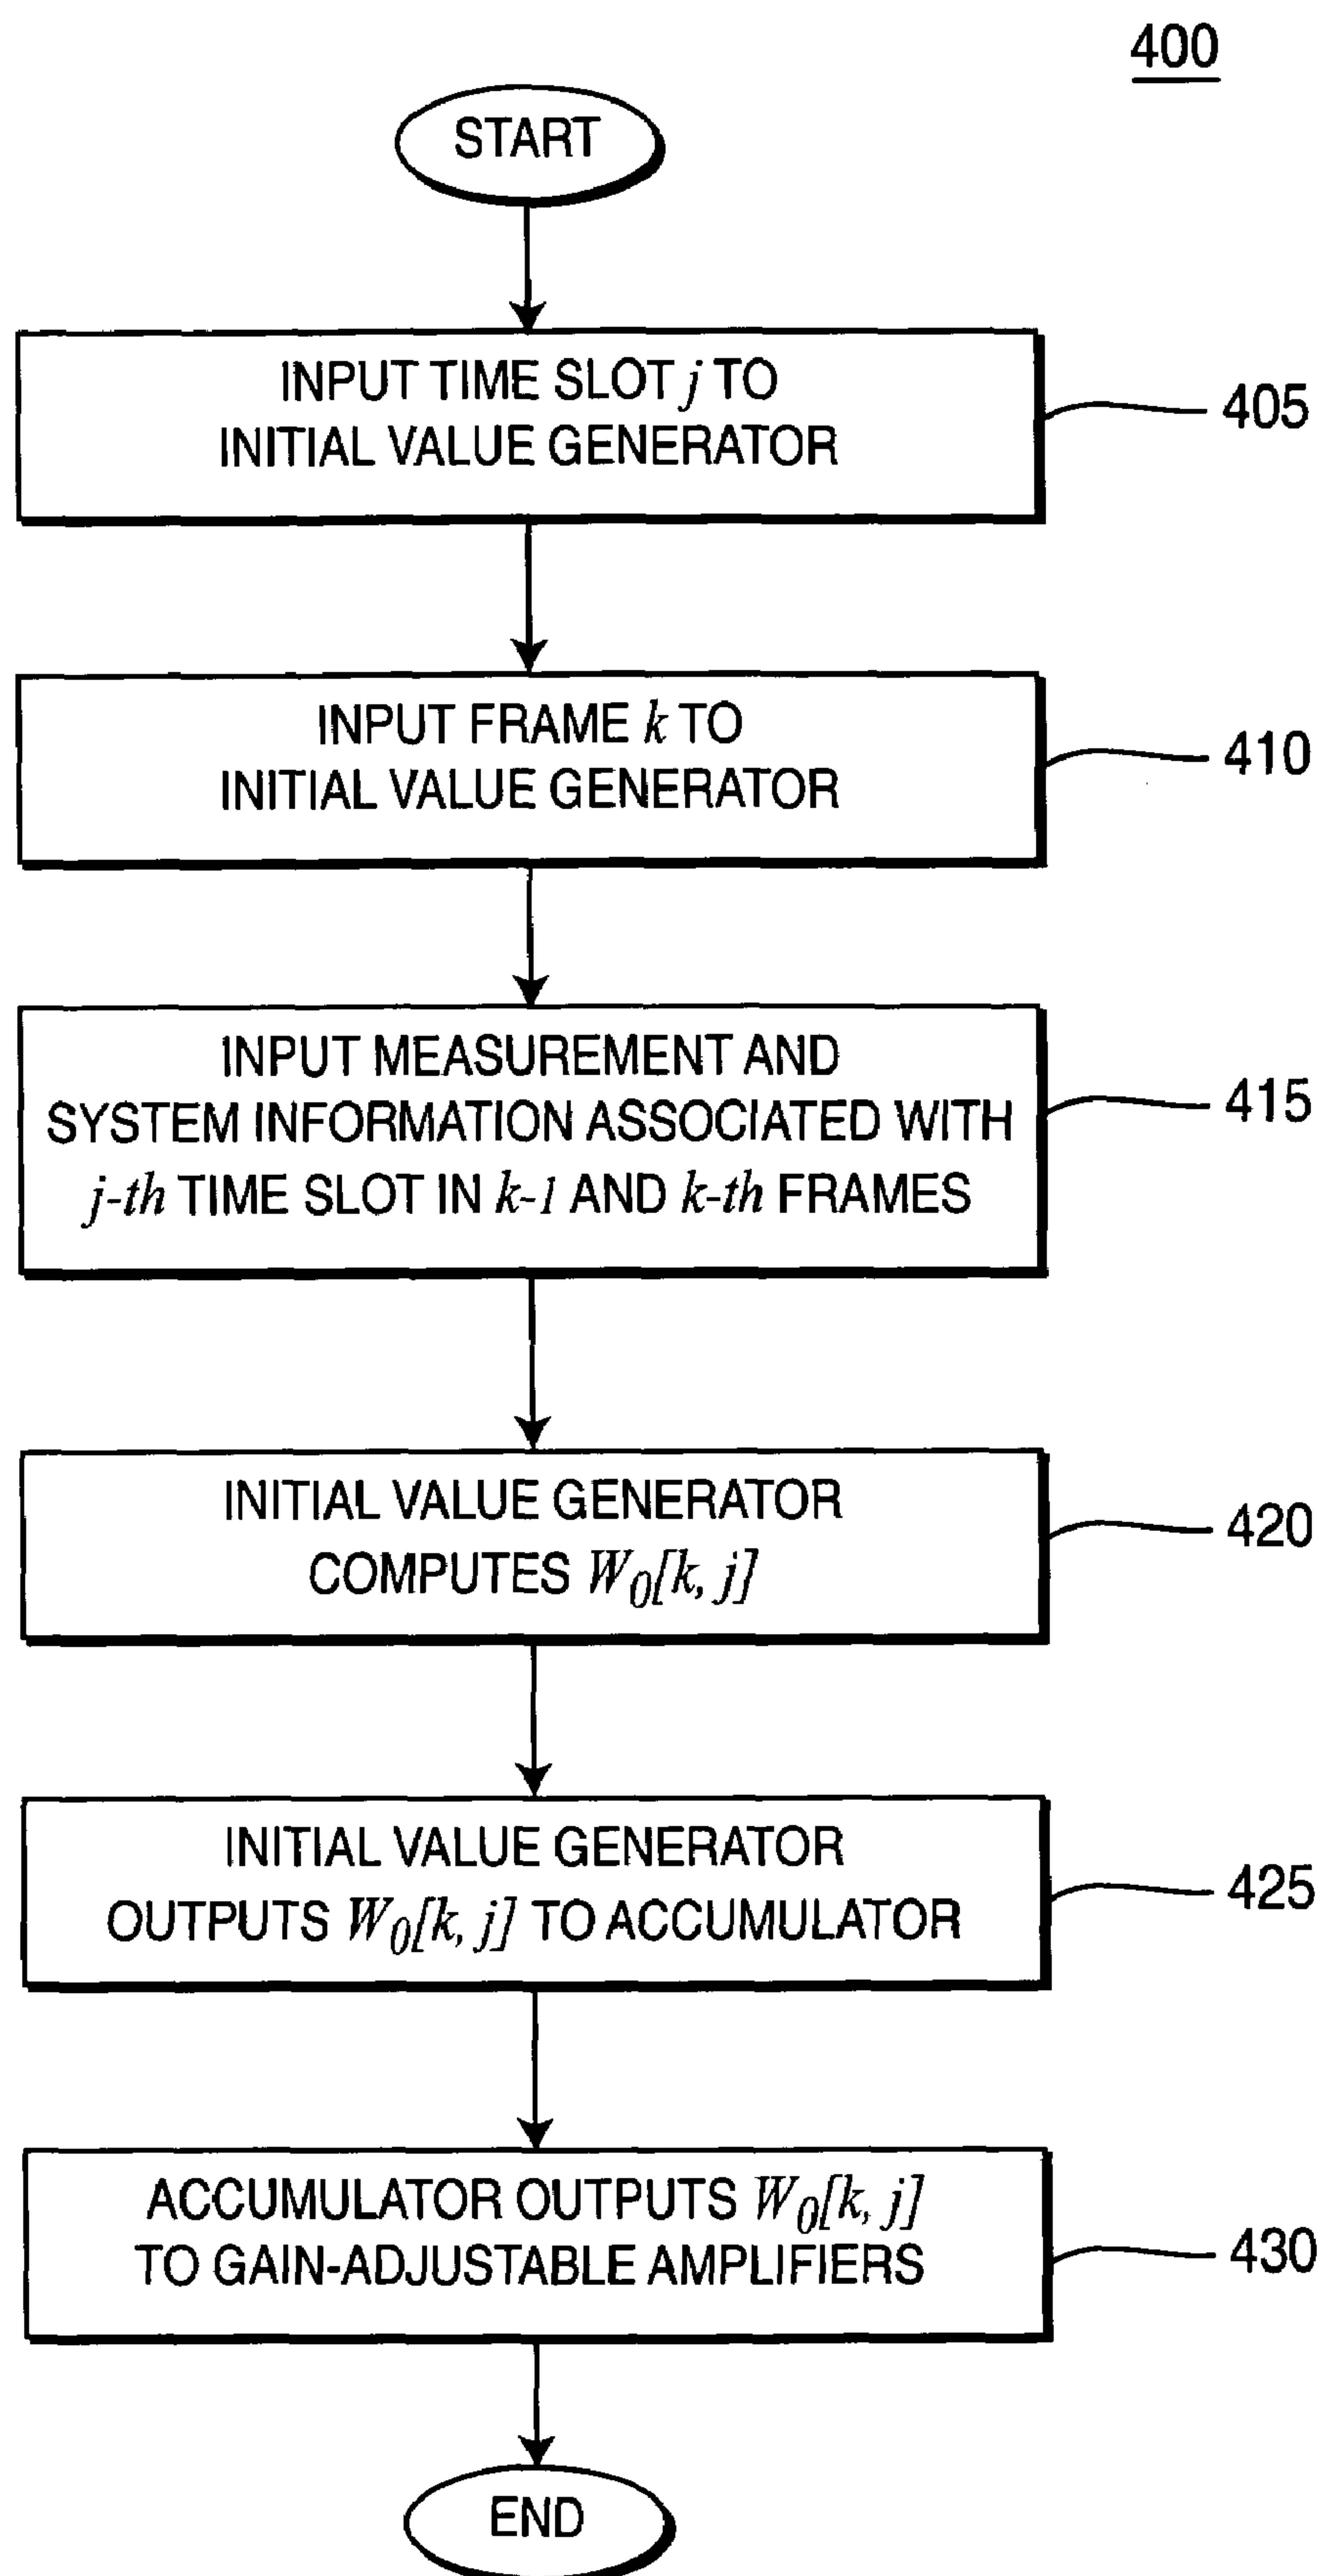 400
START
INPUT TIME SLOT j TO
INITIAL VALUE GENERATOR
405
INPUT FRAME k TO
INITIAL VALUE GENERATOR
410
INPUT MEASUREMENT AND
SYSTEM INFORMATION ASSOCIATED WITH
j-th TIME SLOT IN k-1 AND k-th FRAMES
415
INITIAL VALUE GENERATOR
COMPUTES W0[k, j]
420
INITIAL VALUE GENERATOR
OUTPUTS W0[k, j] TO ACCUMULATOR
425
ACCUMULATOR OUTPUTS W0[k, j]
TO GAIN-ADJUSTABLE AMPLIFIERS
430
END